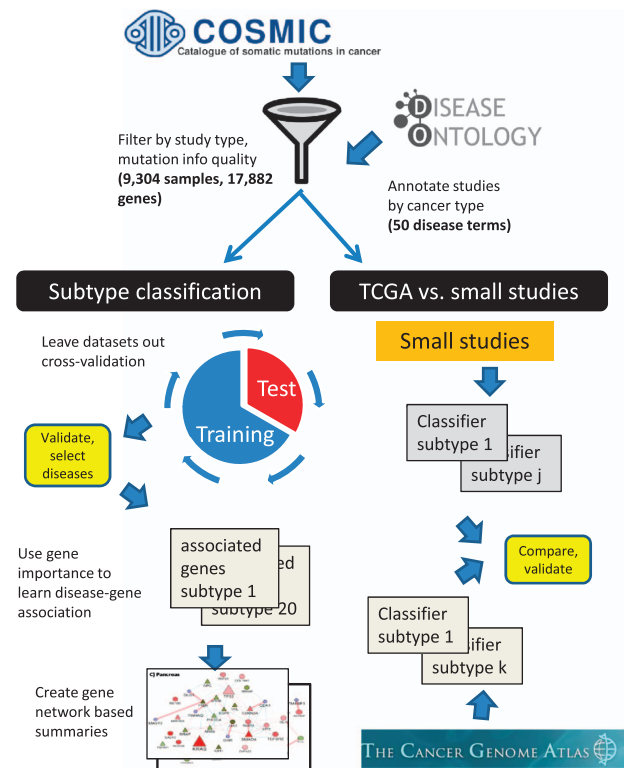 COSMIC
Catalogue of somatic mutations in cancer
DISEASE
ONTOLOGY
Filter by study type,
mutation info quality
(9,304 samples, 17,882
genes)
Annotate studies
by cancer type
(50 disease terms)
Subtype classification
TCGA vs. small studies
Leave datasets out
cross-validation
Test
Training
Validate,
select
diseases
Use gene
importance to
learn disease-gene
association
associated
genes
subtype 1
subtype 20
Create gene
network based
summaries
C) Pancreas
KRAS
Small studies
Classifier
subtype 1
subtype j
Compare,
validate
Classifier
subtype 1
subtype k
THE CANCER GENOME ATLAS